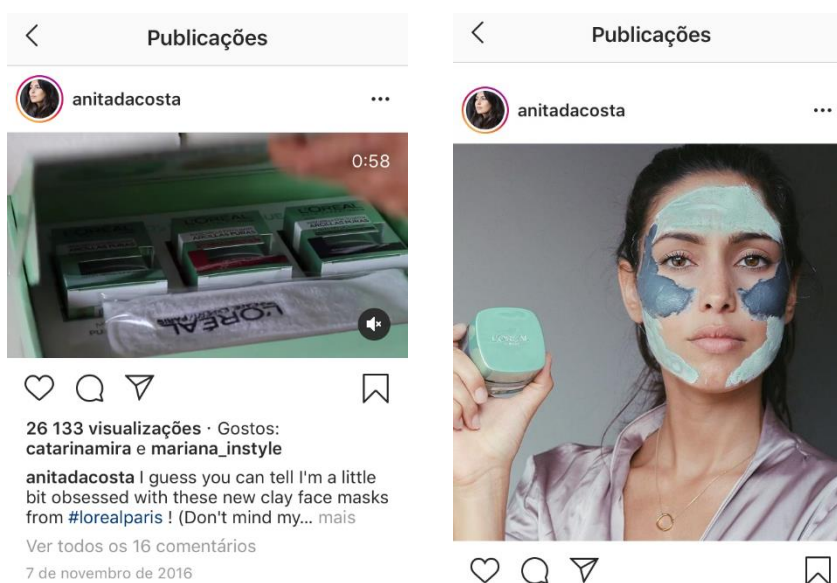 Publicações
anitadacosta
0:58
L'ORÉAL
26 133 visualizações · Gostos:
catarinamira e mariana_instyle
anitadacosta I guess you can tell I'm a little
bit obsessed with these new clay face masks
from #lorealparis ! (Don't mind my... mais
Ver todos os 16 comentários
7 de novembro de 2016
Publicações
anitadacosta
L'ORÉAL